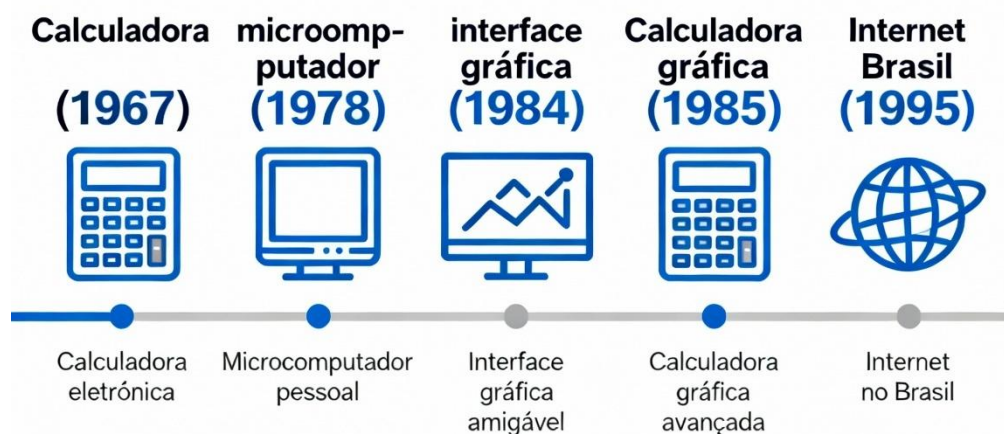 Calculadora
(1967)
microomp-
putador
(1978)
interface
gráfica
(1984)
Calculadora
gráfica
(1985)
Internet
Brasil
(1995)
Calculadora
eletrónica
Microcomputador
pessoal
Interface
gráfica
amigável
Calculadora
gráfica
avançada
Internet
no Brasil